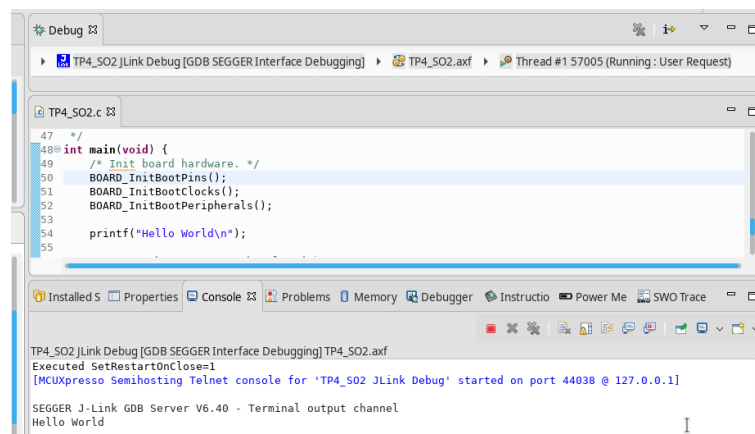 Debug
TP4_SO2 JLink Debug [GDB SEGGER Interface Debugging] TP4_SO2.axf Thread #1 57005 (Running : User Request)
TP4_SO2.c
47 */
48 int main(void) {
49 /* Init board hardware. */
50 BOARD_InitBootPins();
51 BOARD_InitBootClocks();
52 BOARD_InitBootPeripherals();
53
54 printf("Hello World\n");
55
Installed S Properties Console Problems Memory Debugger Instructio Power Me SWO Trace
TP4_SO2 JLink Debug [GDB SEGGER Interface Debugging] TP4_SO2.axf
Executed SetRestartOnClose=1
[MCUXpresso Semihosting Telnet console for 'TP4_SO2 JLink Debug' started on port 44038 @ 127.0.0.1]
SEGGER J-Link GDB Server V6.40 - Terminal output channel
Hello World